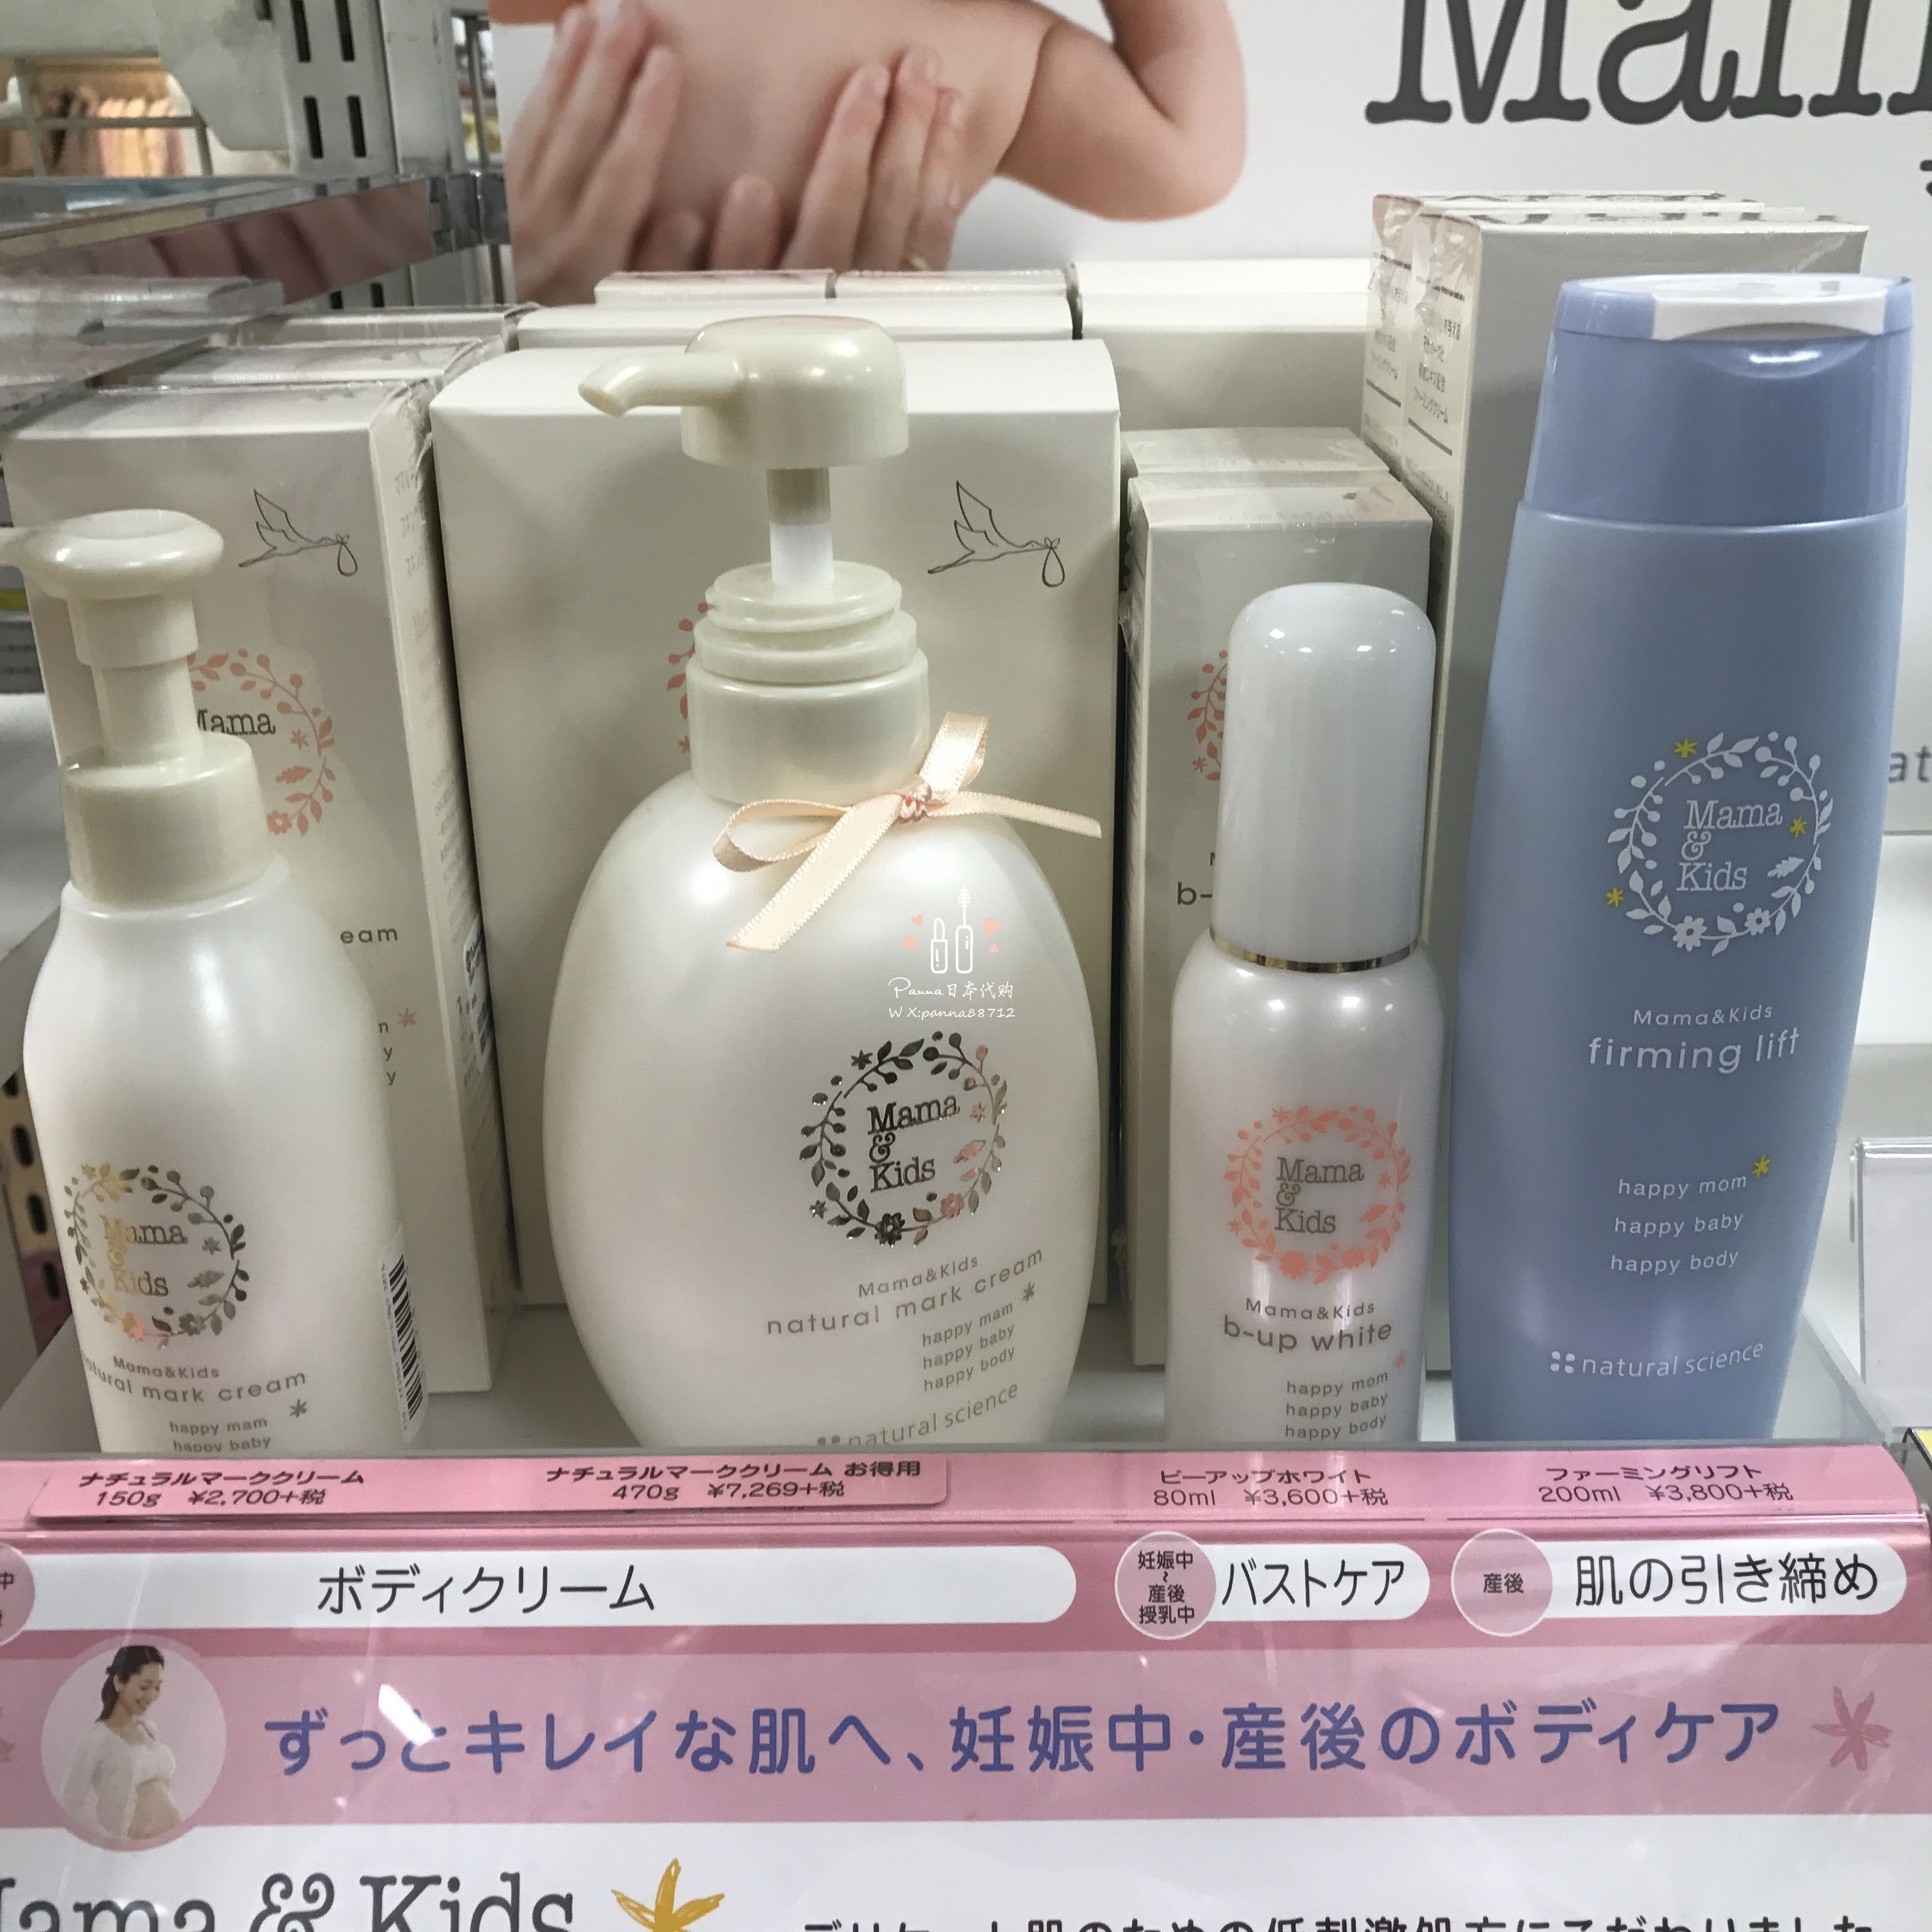 Mama
eam
Mama
&
Kids
Mama&Kids
natural mark cream
happy mam
happy baby
Panna日本代购
WX:panna88712
Mama
&
Kids
Mama&Kids
natural mark cream
happy mam
happy baby
happy body
natural science
b-
Mama
&
Kids
Mama&Kids
b-up white
happy mom
happy baby
happy body
Mama
&
Kids
Mama&Kids
firming lift
happy mom
happy baby
happy body
natural science
ナチュラルマーククリーム
150g ¥2,700+税
ナチュラルマーククリーム お得用
470g ¥7,269+税
ビーアップホワイト
80ml ¥3,600+税
ファーミングリフト
200ml ¥3,800+税
ボディクリーム
妊娠中
~
産後
授乳中
バストケア
産後
肌の引き締め
ずっとキレイな肌へ、妊娠中・産後のボディケア
Mama & Kids